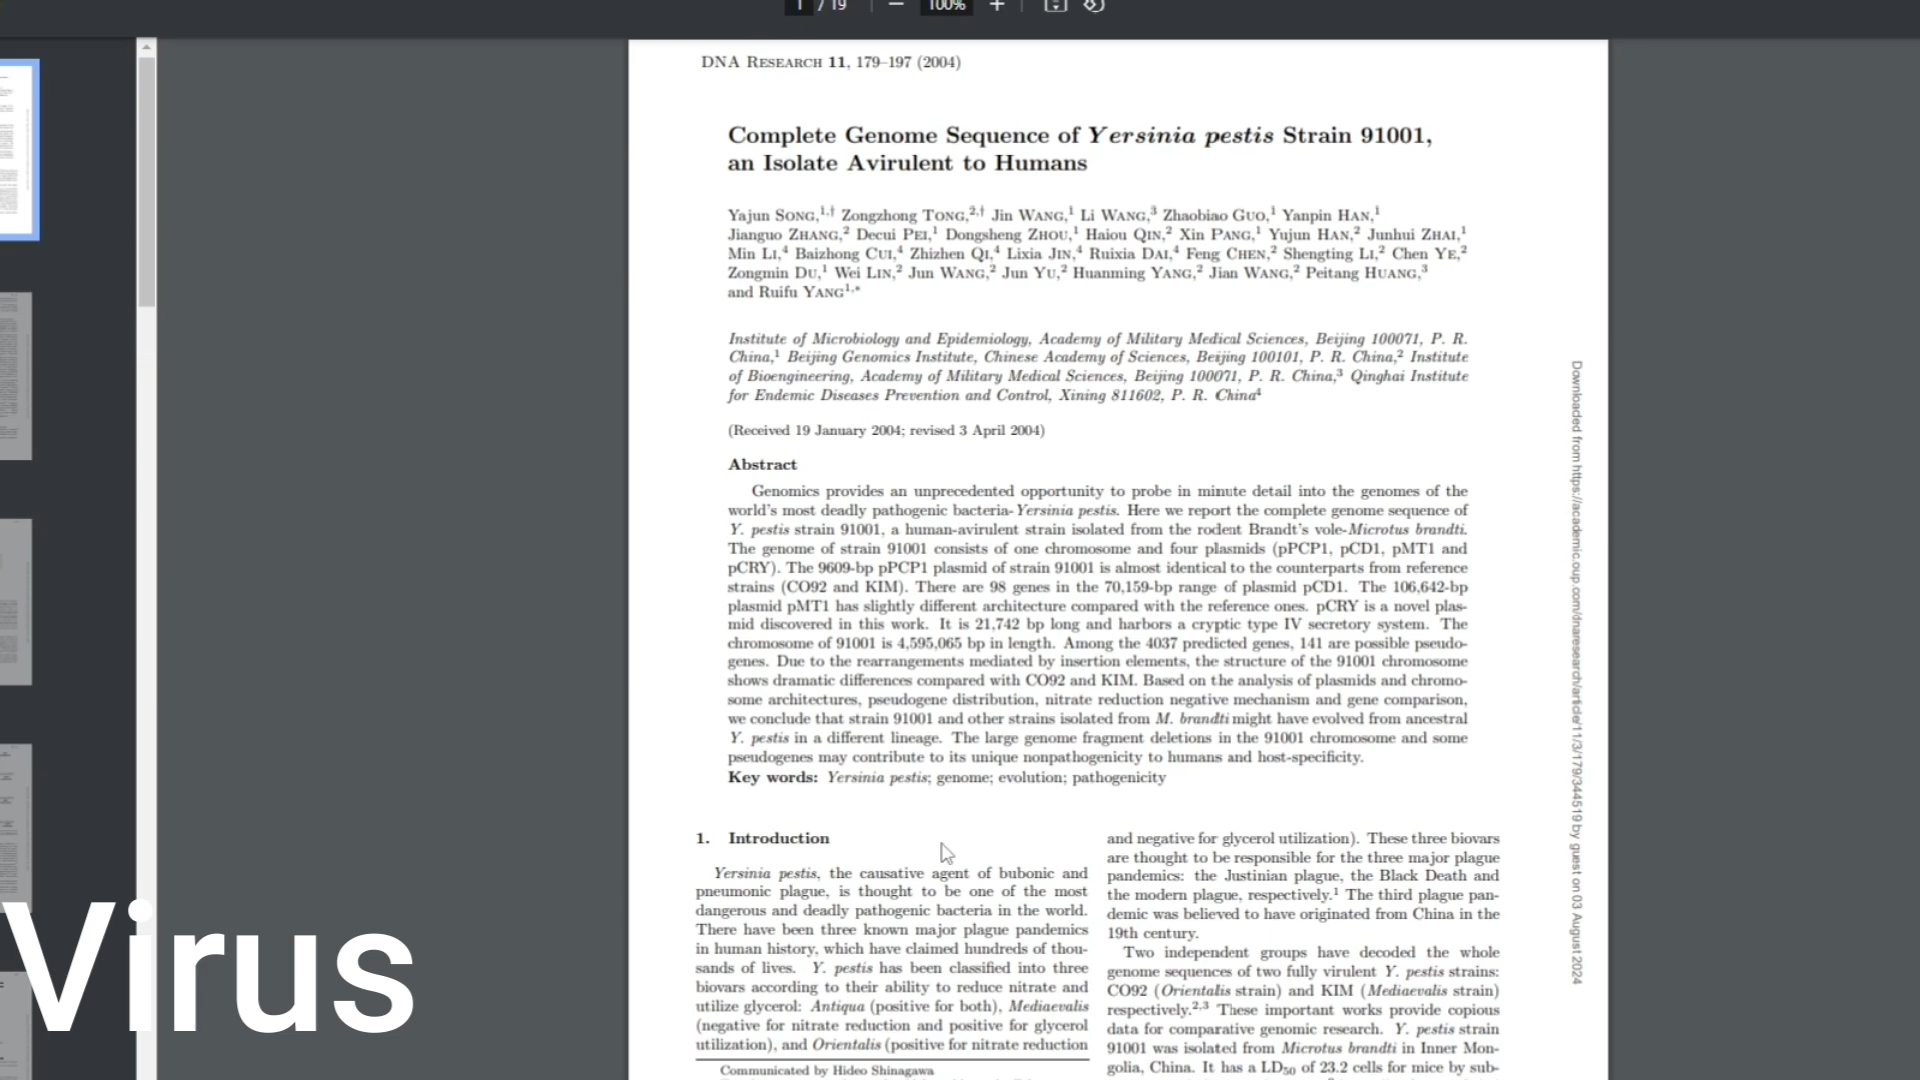 1 / 19 100%
DNA RESEARCH 11, 179–197 (2004)
Complete Genome Sequence of Yersinia pestis Strain 91001,
an Isolate Avirulent to Humans
Yajun SONG,1,† Zongzhong TONG,2,† Jin WANG,1 Li WANG,3 Zhaobiao GUO,1 Yanpin HAN,1
Jianguo ZHANG,2 Decui PEI,1 Dongsheng ZHOU,1 Haiou QIN,2 Xin PANG,1 Yujun HAN,2 Junhui ZHAI,1
Min LI,4 Baizhong CUI,4 Zhizhen QI,4 Lixia JIN,4 Ruixia DAI,4 Feng CHEN,2 Shengting LI,2 Chen YE,2
Zongmin DU,1 Wei LIN,2 Jun WANG,2 Jun YU,2 Huanming YANG,2 Jian WANG,2 Peitang HUANG,3
and Ruifu YANG1,*
Institute of Microbiology and Epidemiology, Academy of Military Medical Sciences, Beijing 100071, P. R.
China,1 Beijing Genomics Institute, Chinese Academy of Sciences, Beijing 100101, P. R. China,2 Institute
of Bioengineering, Academy of Military Medical Sciences, Beijing 100071, P. R. China,3 Qinghai Institute
for Endemic Diseases Prevention and Control, Xining 811602, P. R. China4
(Received 19 January 2004; revised 3 April 2004)
Abstract
Genomics provides an unprecedented opportunity to probe in minute detail into the genomes of the
world's most deadly pathogenic bacteria-Yersinia pestis. Here we report the complete genome sequence of
Y. pestis strain 91001, a human-avirulent strain isolated from the rodent Brandt's vole-Microtus brandti.
The genome of strain 91001 consists of one chromosome and four plasmids (pPCP1, pCD1, pMT1 and
pCRY). The 9609-bp pPCP1 plasmid of strain 91001 is almost identical to the counterparts from reference
strains (CO92 and KIM). There are 98 genes in the 70,159-bp range of plasmid pCD1. The 106,642-bp
plasmid pMT1 has slightly different architecture compared with the reference ones. pCRY is a novel plas-
mid discovered in this work. It is 21,742 bp long and harbors a cryptic type IV secretory system. The
chromosome of 91001 is 4,595,065 bp in length. Among the 4037 predicted genes, 141 are possible pseudo-
genes. Due to the rearrangements mediated by insertion elements, the structure of the 91001 chromosome
shows dramatic differences compared with CO92 and KIM. Based on the analysis of plasmids and chromo-
some architectures, pseudogene distribution, nitrate reduction negative mechanism and gene comparison,
we conclude that strain 91001 and other strains isolated from M. brandti might have evolved from ancestral
Y. pestis in a different lineage. The large genome fragment deletions in the 91001 chromosome and some
pseudogenes may contribute to its unique nonpathogenicity to humans and host-specificity.
Key words: Yersinia pestis; genome; evolution; pathogenicity
1. Introduction
Yersinia pestis, the causative agent of bubonic and
pneumonic plague, is thought to be one of the most
dangerous and deadly pathogenic bacteria in the world.
There have been three known major plague pandemics
in human history, which have claimed hundreds of thou-
sands of lives. Y. pestis has been classified into three
biovars according to their ability to reduce nitrate and
utilize glycerol: Antiqua (positive for both), Mediaevalis
(negative for nitrate reduction and positive for glycerol
utilization), and Orientalis (positive for nitrate reduction
Communicated by Hideo Shinagawa
and negative for glycerol utilization). These three biovars
are thought to be responsible for the three major plague
pandemics: the Justinian plague, the Black Death and
the modern plague, respectively.1 The third plague pan-
demic was believed to have originated from China in the
19th century.
Two independent groups have decoded the whole
genome sequences of two fully virulent Y. pestis strains:
CO92 (Orientalis strain) and KIM (Mediaevalis strain)
respectively.2,3 These important works provide copious
data for comparative genomic research. Y. pestis strain
91001 was isolated from Microtus brandti in Inner Mon-
golia, China. It has a LD50 of 23.2 cells for mice by sub-
Downloaded from https://academic.oup.com/dnaresearch/article/11/3/179/344519 by guest on 03 August 2024
Virus